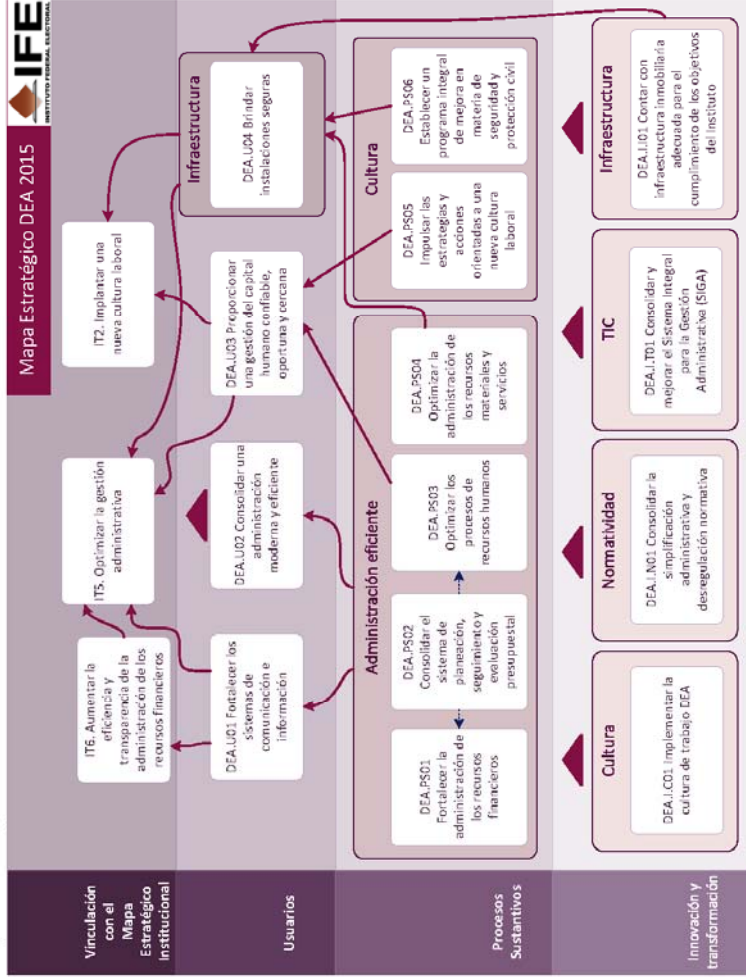 Mapa Estratégico DEA 2015
IFE
INSTITUTO FEDERAL ELECTORAL
Vinculación
con el
Mapa
Estratégico
Institucional
IT6. Aumentar la
eficiencia y
transparencia de la
administración de los
recursos financieros
IT5. Optimizar la gestión
administrativa
IT2. Implantar una
nueva cultura laboral
Usuarios
DEA.U01 Fortalecer los
sistemas de
comunicación e
información
DEA.U02 Consolidar una
administración
moderna y eficiente
DEA.U03 Proporcionar
una gestión del capital
humano confiable,
oportuna y cercana
Infraestructura
DEA.U04 Brindar
instalaciones seguras
Procesos
Sustantivos
Administración eficiente
DEA.PS01
Fortalecer la
administración de
los recursos
financieros
DEA.PS02
Consolidar el
sistema de
planeación,
seguimiento y
evaluación
presupuestal
DEA.PS03
Optimizar los
procesos de
recursos humanos
DEA.PS04
Optimizar la
administración de
los recursos
materiales y
servicios
Cultura
DEA.PS05
Impulsar las
estrategias y
acciones
orientadas a una
nueva cultura
laboral
DEA.PS06
Establecer un
programa integral
de mejora en
materia de
seguridad y
protección civil
Innovación y
transformación
Cultura
DEA.I.C01 Implementar la
cultura de trabajo DEA
Normatividad
DEA.I.N01 Consolidar la
simplificación
administrativa y
desregulación normativa
TIC
DEA.I.T01 Consolidar y
mejorar el Sistema Integral
para la Gestión
Administrativa (SIGA)
Infraestructura
DEA.I.I01 Contar con
infraestructura inmobiliaria
adecuada para el
cumplimiento de los objetivos
del Instituto